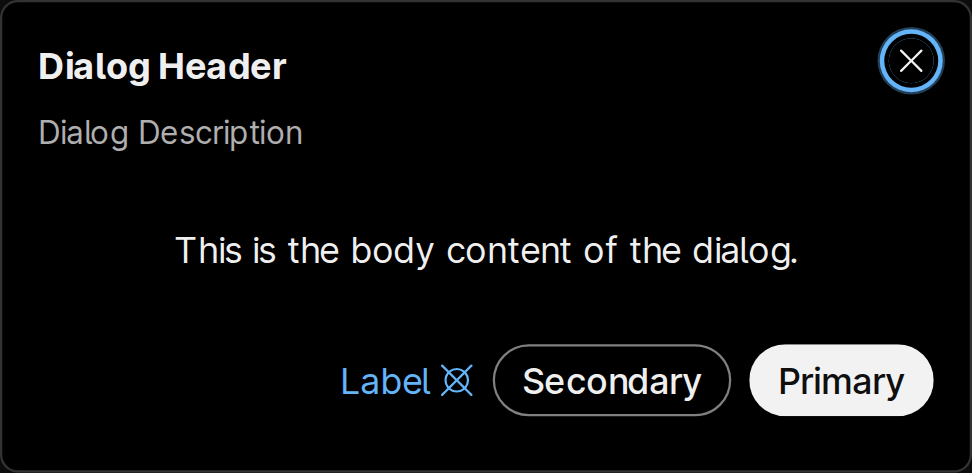 Dialog Header
Dialog Description
This is the body content of the dialog.
Label Secondary Primary